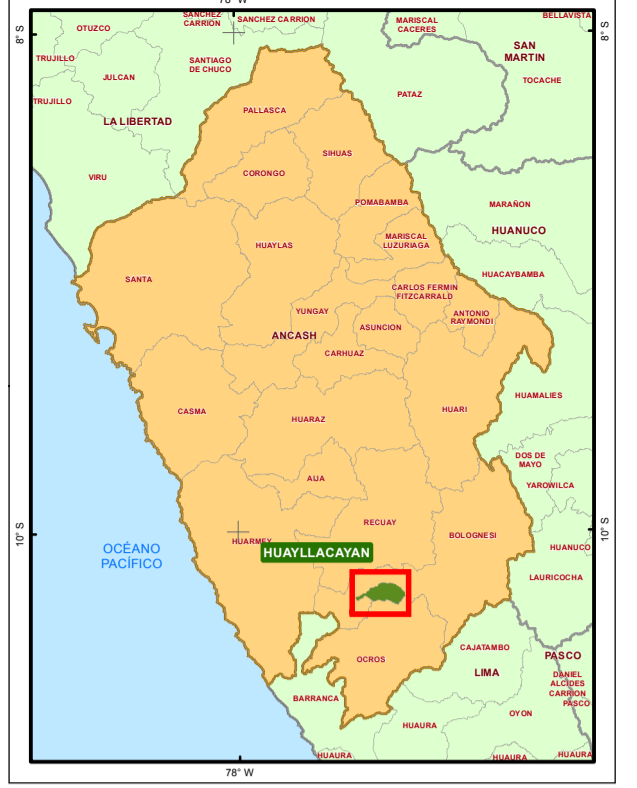 78° W
BELLAVISTA
SANCHEZ
CARRIÓN
SANCHEZ CARRION
MARISCAL
CACERES
OTUZCO
8° S
8° S
SAN
MARTIN
TRUJILLO
SANTIAGO
DE CHUCO
JULCAN
TOCACHE
TRUJILLO
PATAZ
PALLASCA
LA LIBERTAD
SIHUAS
VIRU
CORONGO
POMABAMBA
MARAÑON
HUANUCO
MARISCAL
LUZURIAGA
HUAYLAS
HUACAYBAMBA
SANTA
CARLOS FERMIN
FITZCARRALD
YUNGAY
ANTONIO
RAYMONDI
ASUNCION
ANCASH
CARHUAZ
HUAMALIES
CASMA
HUARI
HUARAZ
DOS DE
MAYO
AIJA
YAROWILCA
RECUAY
10° S
10° S
BOLOGNESI
HUARMEY
HUAYLLACAYAN
OCÉANO
PACÍFICO
HUANUCO
LAURICOCHA
OCROS
CAJATAMBO
PASCO
LIMA
DANIEL
ALCIDES
CARRION
PASCO
BARRANCA
OYON
HUAURA
HUAURA
HUAURA
HUAURA
78° W